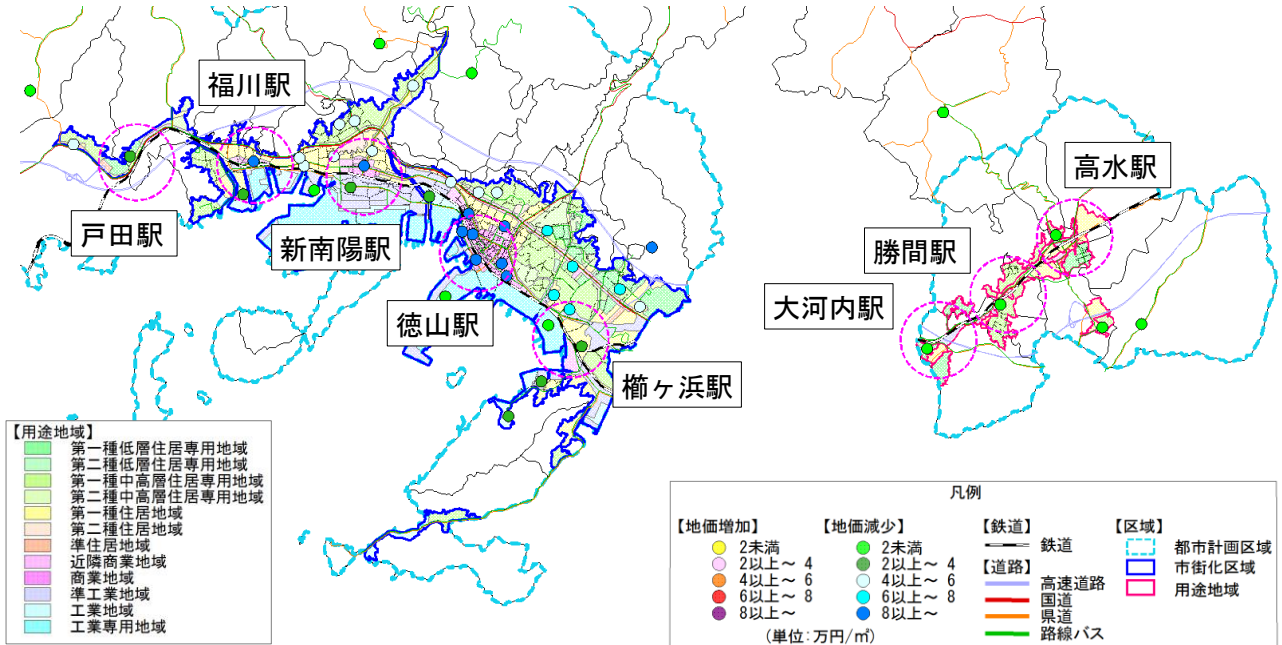 福川駅
戸田駅
新南陽駅
徳山駅
櫛ヶ浜駅
高水駅
勝間駅
大河内駅
【用途地域】
第一種低層住居専用地域
第二種低層住居専用地域
第一種中高層住居専用地域
第二種中高層住居専用地域
第一種住居地域
第二種住居地域
準住居地域
近隣商業地域
商業地域
準工業地域
工業地域
工業専用地域
凡例
【地価増加】
2未満
2以上～ 4
4以上～ 6
6以上～ 8
8以上～
【地価減少】
2未満
2以上～ 4
4以上～ 6
6以上～ 8
8以上～
(単位:万円/㎡)
【鉄道】
鉄道
【道路】
高速道路
国道
県道
路線バス
【区域】
都市計画区域
市街化区域
用途地域